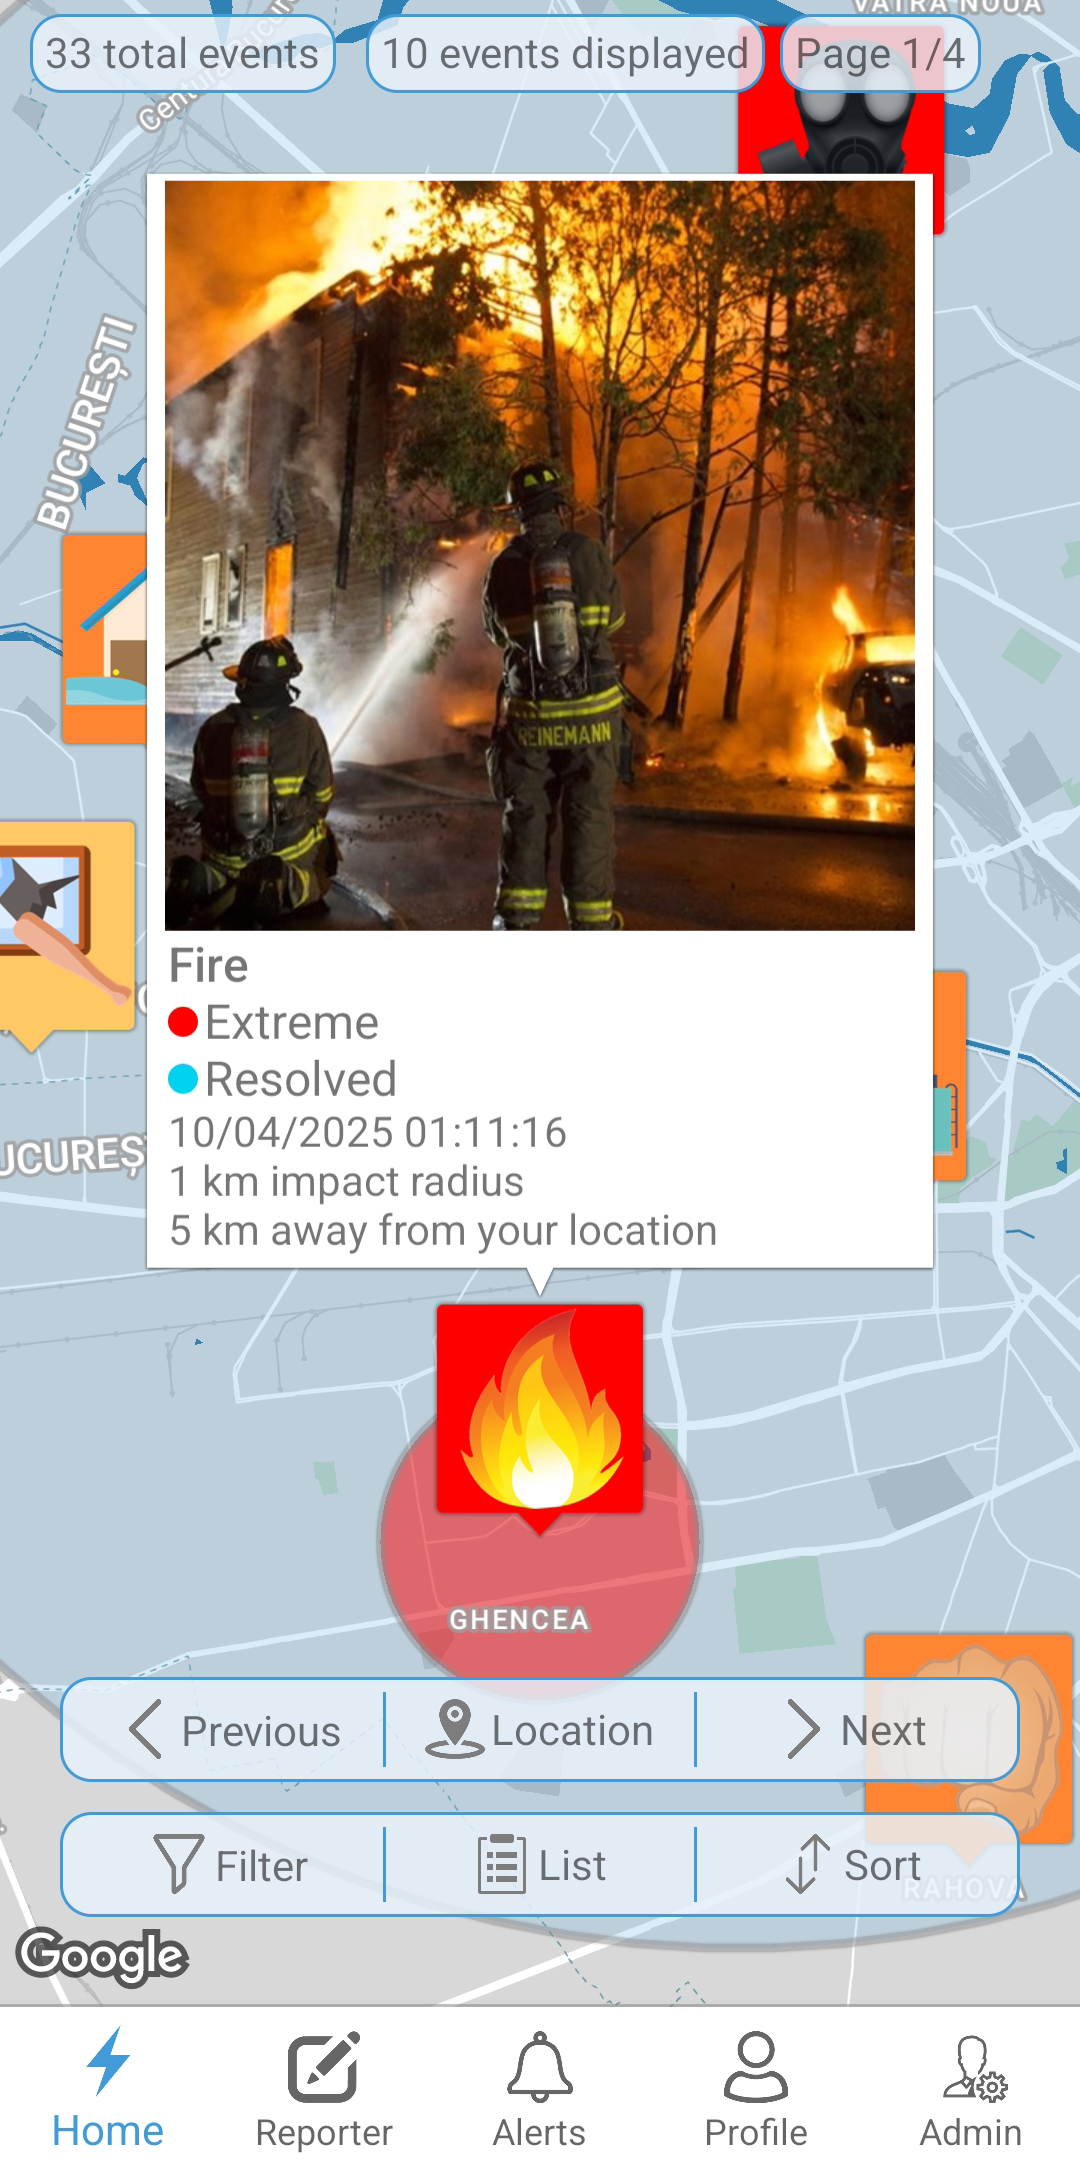 VATRA NOUĂ
33 total events
10 events displayed
Page 1/4
BUCUREȘTI
REINEMANN
Fire
Extreme
Resolved
10/04/2025 01:11:16
1 km impact radius
5 km away from your location
GHENCEA
Previous
Location
Next
Filter
List
Sort
RAHOVA
Google
Home
Reporter
Alerts
Profile
Admin